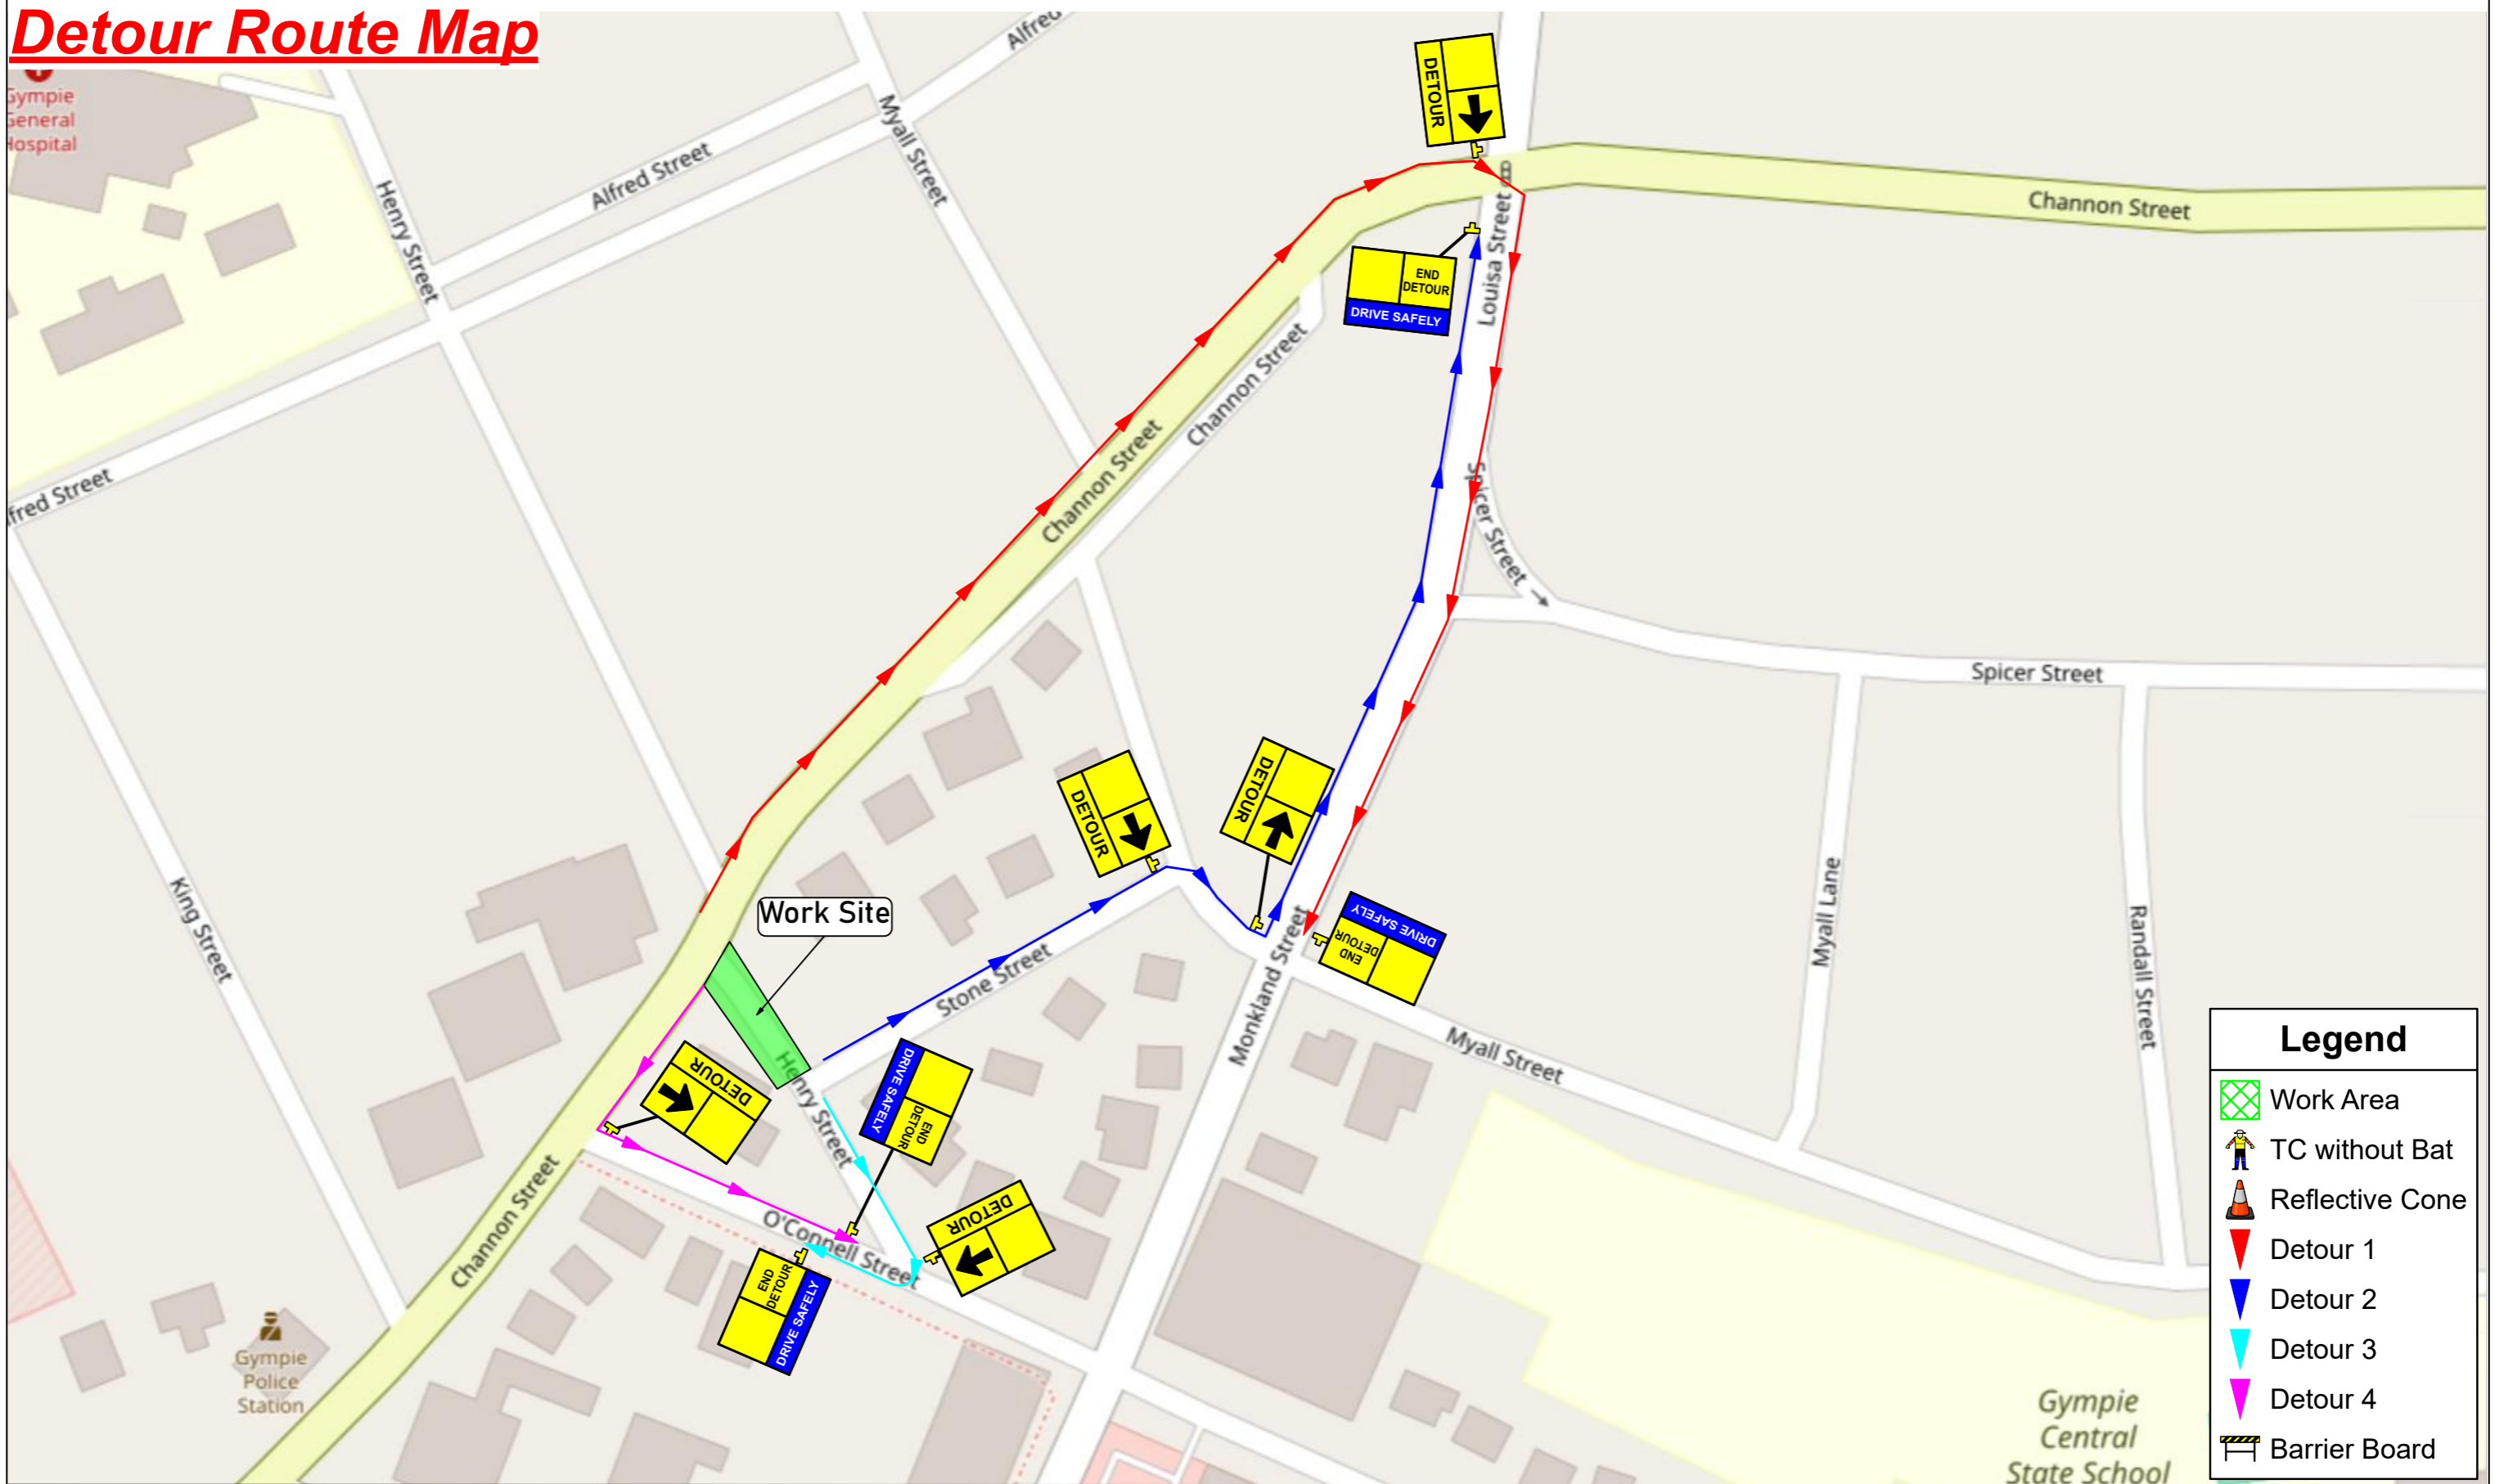 Detour Route Map
Gympie
General
Hospital
Alfred
Myall Street
Alfred Street
Henry Street
DETOUR
Channon Street
Louisa Street
END
DETOUR
DRIVE SAFELY
Channon Street
Channon Street
Spicer Street
fred Street
Spicer Street
DETOUR
DETOUR
King Street
Work Site
Myall Lane
Randall Street
DRIVE SAFELY
END
DETOUR
Stone Street
Monkland Street
Myall Street
Henry Street
DETOUR
DRIVE SAFELY
END
DETOUR
DETOUR
O'Connell Street
Channon Street
END
DETOUR
DRIVE SAFELY
Gympie
Police
Station
Gympie
Central
State School
Legend
Work Area
TC without Bat
Reflective Cone
Detour 1
Detour 2
Detour 3
Detour 4
Barrier Board